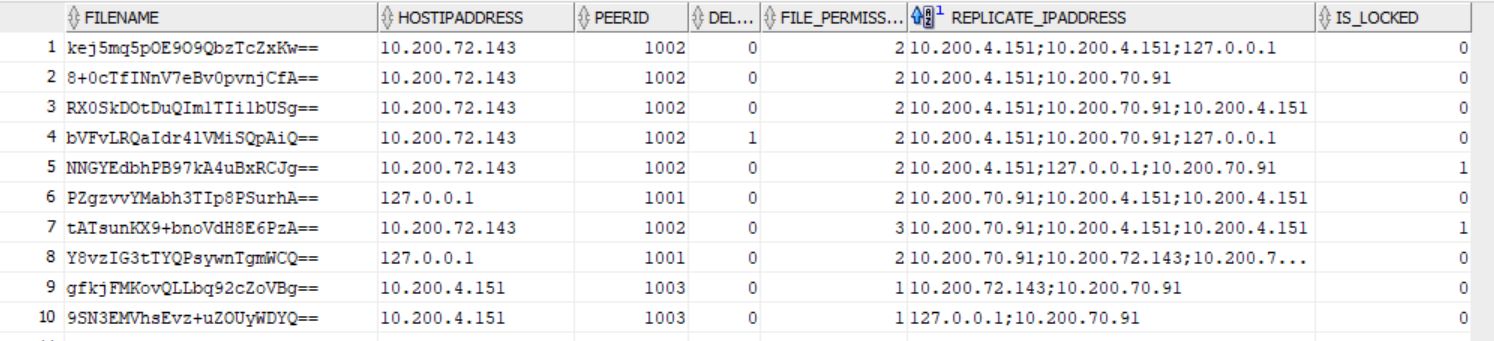 FILENAME HOSTIPADDRESS PEERID DEL... FILE_PERMISS... 1 REPLICATE_IPADDRESS IS_LOCKED
1 kej5mq5pOE9O9QbzTcZxKw== 10.200.72.143 1002 0 2 10.200.4.151;10.200.4.151;127.0.0.1 0
2 8+0cTfINnV7eBv0pvnjCfA== 10.200.72.143 1002 0 2 10.200.4.151;10.200.70.91 0
3 RX0SkDOtDuQImlTIi1bUSg== 10.200.72.143 1002 0 2 10.200.4.151;10.200.70.91;10.200.4.151 0
4 bVFvLRQaIdr41VMiSQpAiQ== 10.200.72.143 1002 1 2 10.200.4.151;10.200.70.91;127.0.0.1 0
5 NNGYEdbhPB97kA4uBxRCJg== 10.200.72.143 1002 0 2 10.200.4.151;127.0.0.1;10.200.70.91 1
6 PZgzvvYMabh3TIp8PSurhA== 127.0.0.1 1001 0 2 10.200.70.91;10.200.4.151;10.200.4.151 0
7 tATsunKX9+bnoVdH8E6PzA== 10.200.72.143 1002 0 3 10.200.70.91;10.200.4.151;10.200.4.151 1
8 Y8vzIG3tTYQPsywnTgmWCQ== 127.0.0.1 1001 0 2 10.200.70.91;10.200.72.143;10.200.7... 0
9 gfkjFMKovQLLbq92cZoVBg== 10.200.4.151 1003 0 1 10.200.72.143;10.200.70.91 0
10 9SN3EMVhsEvz+uZOUyWDYQ== 10.200.4.151 1003 0 1 127.0.0.1;10.200.70.91 0